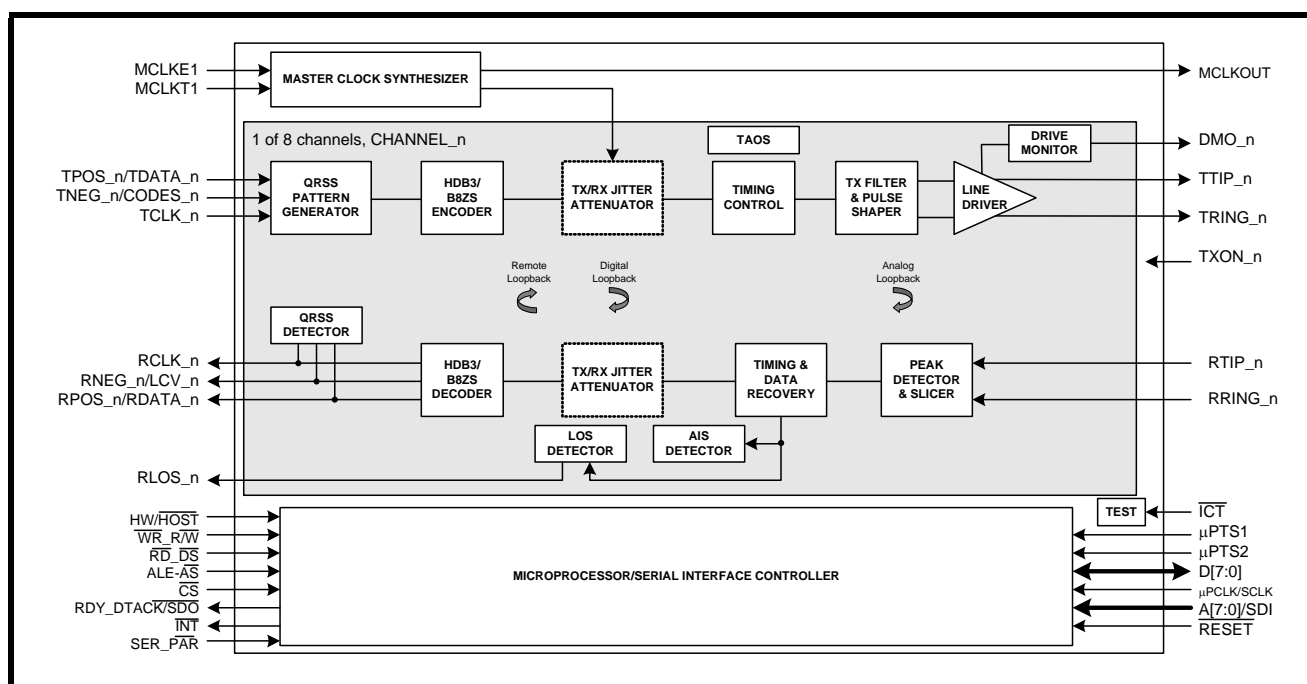 MCLKE1
MCLKT1
MASTER CLOCK SYNTHESIZER
MCLKOUT
1 of 8 channels, CHANNEL_n
TAOS
DRIVE
MONITOR
DMO_n
TPOS_n/TDATA_n
TNEG_n/CODES_n
TCLK_n
QRSS
PATTERN
GENERATOR
HDB3/
B8ZS
ENCODER
TX/RX JITTER
ATTENUATOR
TIMING
CONTROL
TX FILTER
& PULSE
SHAPER
LINE
DRIVER
TTIP_n
TRING_n
TXON_n
Remote
Loopback
Digital
Loopback
Analog
Loopback
QRSS
DETECTOR
RCLK_n
RNEG_n/LCV_n
RPOS_n/RDATA_n
HDB3/
B8ZS
DECODER
TX/RX JITTER
ATTENUATOR
TIMING &
DATA
RECOVERY
PEAK
DETECTOR
& SLICER
RTIP_n
RRING_n
LOS
DETECTOR
AIS
DETECTOR
RLOS_n
TEST
ICT
HW/HOST
WR_R/W
RD_DS
ALE-AS
CS
RDY_DTACK/SDO
INT
SER_PAR
MICROPROCESSOR/SERIAL INTERFACE CONTROLLER
µPTS1
µPTS2
D[7:0]
µPCLK/SCLK
A[7:0]/SDI
RESET